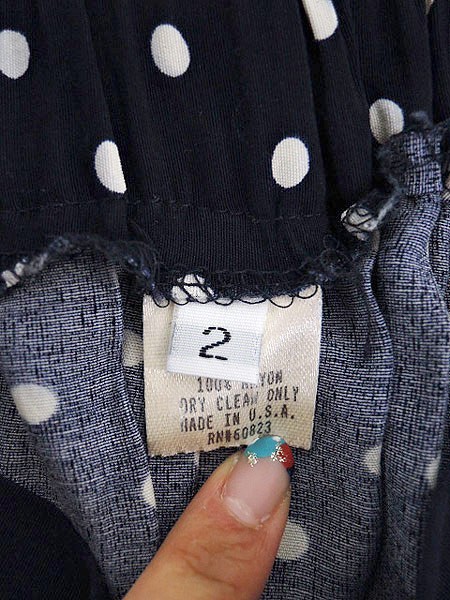 2
100% RAYON
DRY CLEAN ONLY
MADE IN U.S.A.
RN#60823